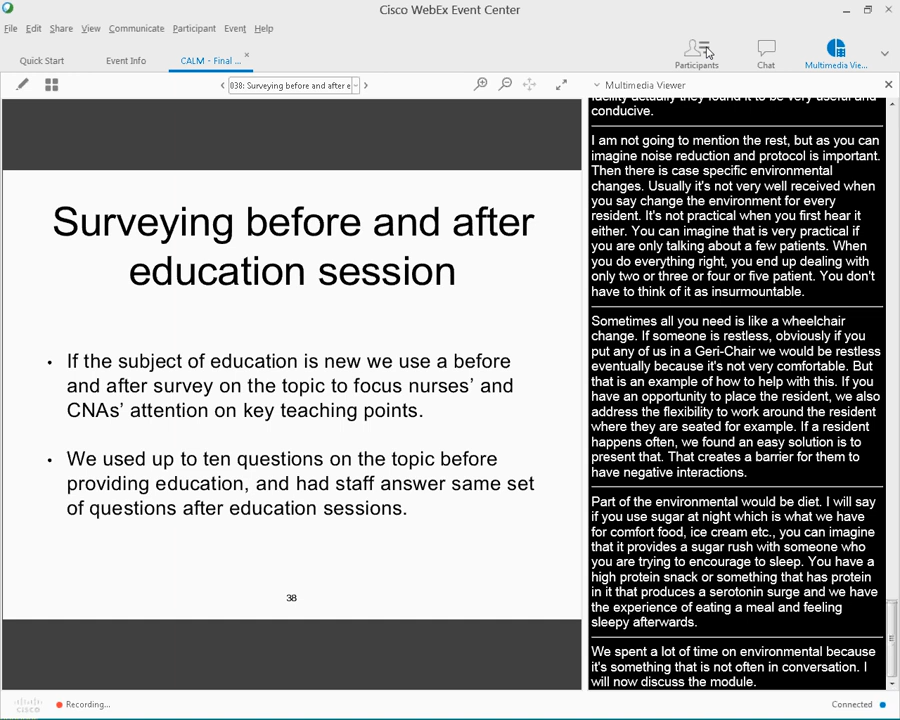 Cisco WebEx Event Center
File Edit Share View Communicate Participant Event Help
Quick Start Event Info CALM - Final ...
Participants Chat Multimedia Vie...
038: Surveying before and after e
Multimedia Viewer
Surveying before and after
education session
• If the subject of education is new we use a before
and after survey on the topic to focus nurses’ and
CNAs’ attention on key teaching points.
• We used up to ten questions on the topic before
providing education, and had staff answer same set
of questions after education sessions.
38
facility actually they found it to be very useful and
conducive.
I am not going to mention the rest, but as you can
imagine noise reduction and protocol is important.
Then there is case specific environmental
changes. Usually it's not very well received when
you say change the environment for every
resident. It's not practical when you first hear it
either. You can imagine that is very practical if
you are only talking about a few patients. When
you do everything right, you end up dealing with
only two or three or four or five patient. You don't
have to think of it as insurmountable.
Sometimes all you need is like a wheelchair
change. If someone is restless, obviously if you
put any of us in a Geri-Chair we would be restless
eventually because it's not very comfortable. But
that is an example of how to help with this. If you
have an opportunity to place the resident, we also
address the flexibility to work around the resident
where they are seated for example. If a resident
happens often, we found an easy solution is to
present that. That creates a barrier for them to
have negative interactions.
Part of the environmental would be diet. I will say
if you use sugar at night which is what we have
for comfort food, ice cream etc., you can imagine
that it provides a sugar rush with someone who
you are trying to encourage to sleep. You have a
high protein snack or something that has protein
in it that produces a serotonin surge and we have
the experience of eating a meal and feeling
sleepy afterwards.
We spent a lot of time on environmental because
it's something that is not often in conversation. I
will now discuss the module.
cisco
Recording...
Connected